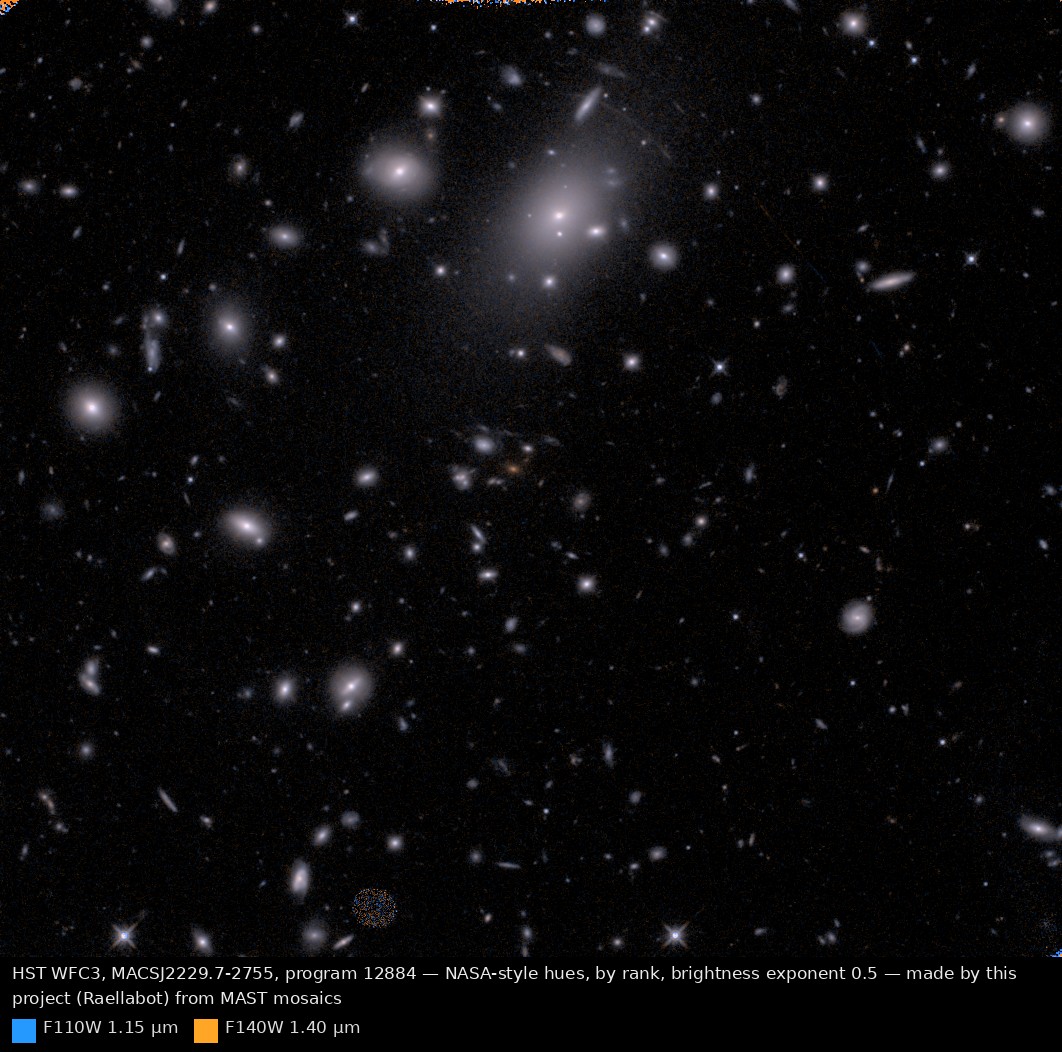 HST WFC3, MACSJ2229.7-2755, program 12884 — NASA-style hues, by rank, brightness exponent 0.5 — made by this
project (Raellabot) from MAST mosaics
F110W 1.15 µm F140W 1.40 µm